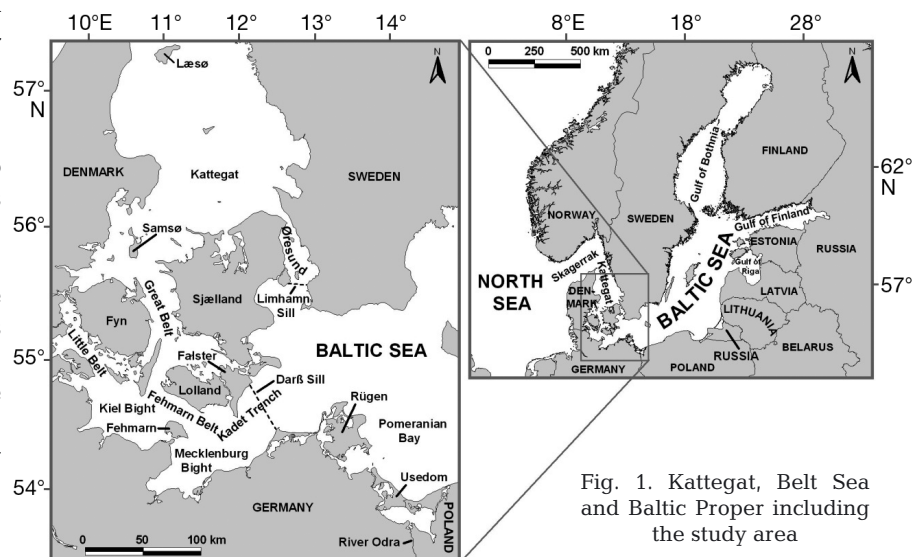 10°E 11° 12° 13° 14°
57°
N
56°
55°
54°
N
Læsø
DENMARK
Kattegat
SWEDEN
Samsø
Øresund
Great Belt
Sjælland
Limhamn
Sill
Fyn
Little Belt
BALTIC SEA
Falster
Lolland
Darß Sill
Rügen
Kiel Bight
Fehmarn Belt
Kadet Trench
Pomeranian
Bay
Fehmarn
Mecklenburg
Bight
Usedom
GERMANY
POLAND
River Odra
0 50 100 km
8°E 18° 28°
0 250 500 km
N
62°
N
57°
Gulf of Bothnia
FINLAND
NORWAY
SWEDEN
Gulf of Finland
ESTONIA
RUSSIA
Skagerrak
Kattegat
NORTH
SEA
BALTIC SEA
Gulf of
Riga
LATVIA
DEN-
MARK
LITHUANIA
BELARUS
RUSSIA
GERMANY
POLAND
Fig. 1. Kattegat, Belt Sea
and Baltic Proper including
the study area